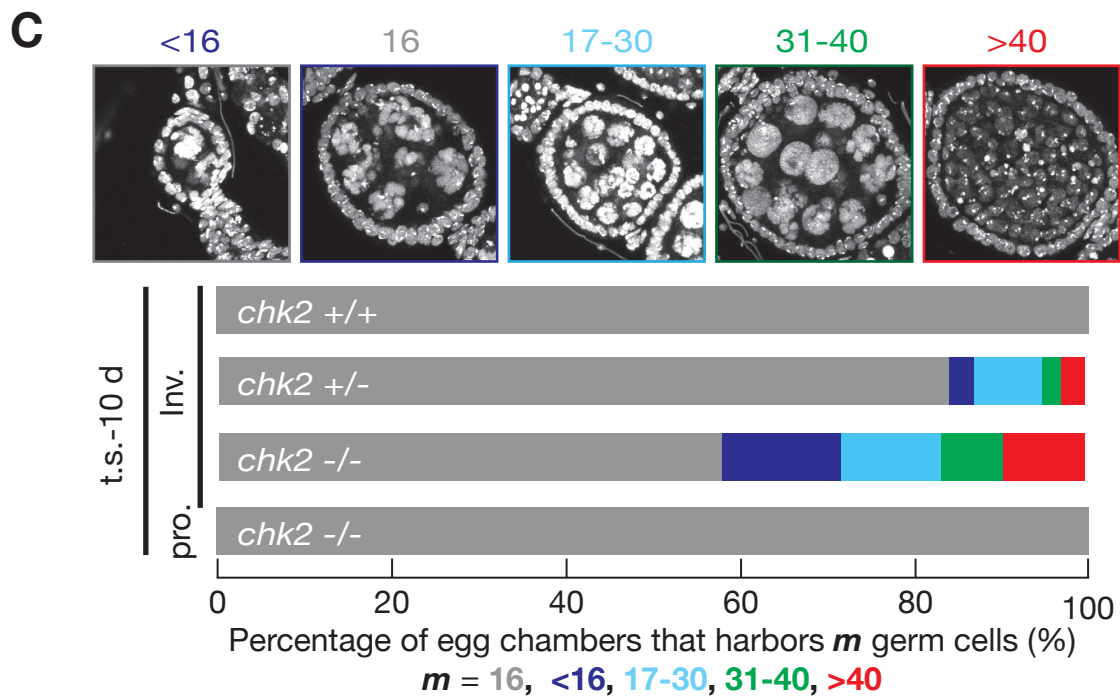 C
<16 16 17-30 31-40 >40
t.s.-10 d
Inv.
pro.
chk2 +/+
chk2 +/-
chk2 -/-
chk2 -/-
0 20 40 60 80 100
Percentage of egg chambers that harbors m germ cells (%)
m = 16, <16, 17-30, 31-40, >40